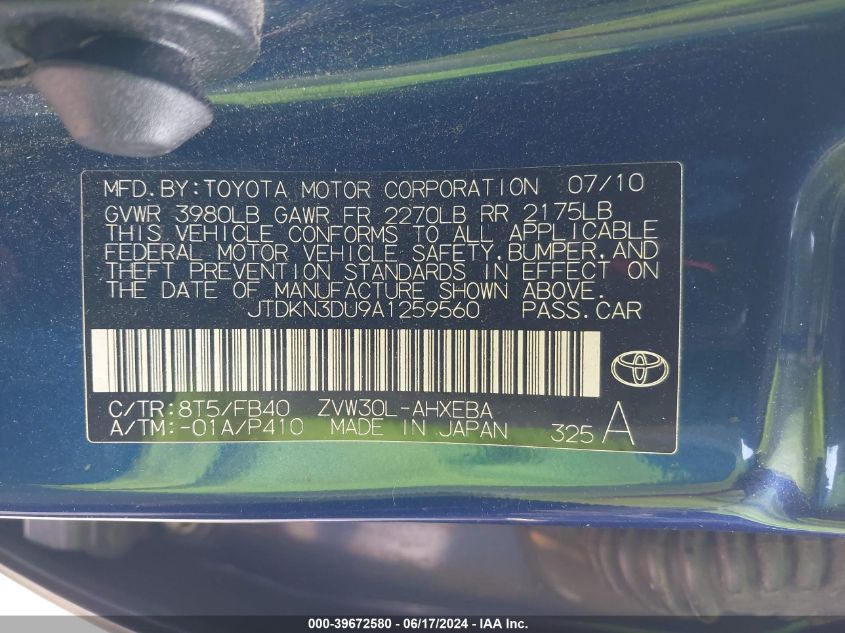 MFD.BY:TOYOTA MOTOR CORPORATION 07/10
GVWR 3980LB GAWR FR 2270LB RR 2175LB
THIS VEHICLE CONFORMS TO ALL APPLICABLE
FEDERAL MOTOR VEHICLE SAFETY,BUMPER,AND
THEFT PREVENTION STANDARDS IN EFFECT ON
THE DATE OF MANUFACTURE SHOWN ABOVE.
JTDKN3DU9A1259560 PASS.CAR
C/TR:8T5/FB40 ZVW30L-AHXEBA
A/TM:-01A/P410 MADE IN JAPAN 325 A
000-39672580 - 06/17/2024 - IAA Inc.